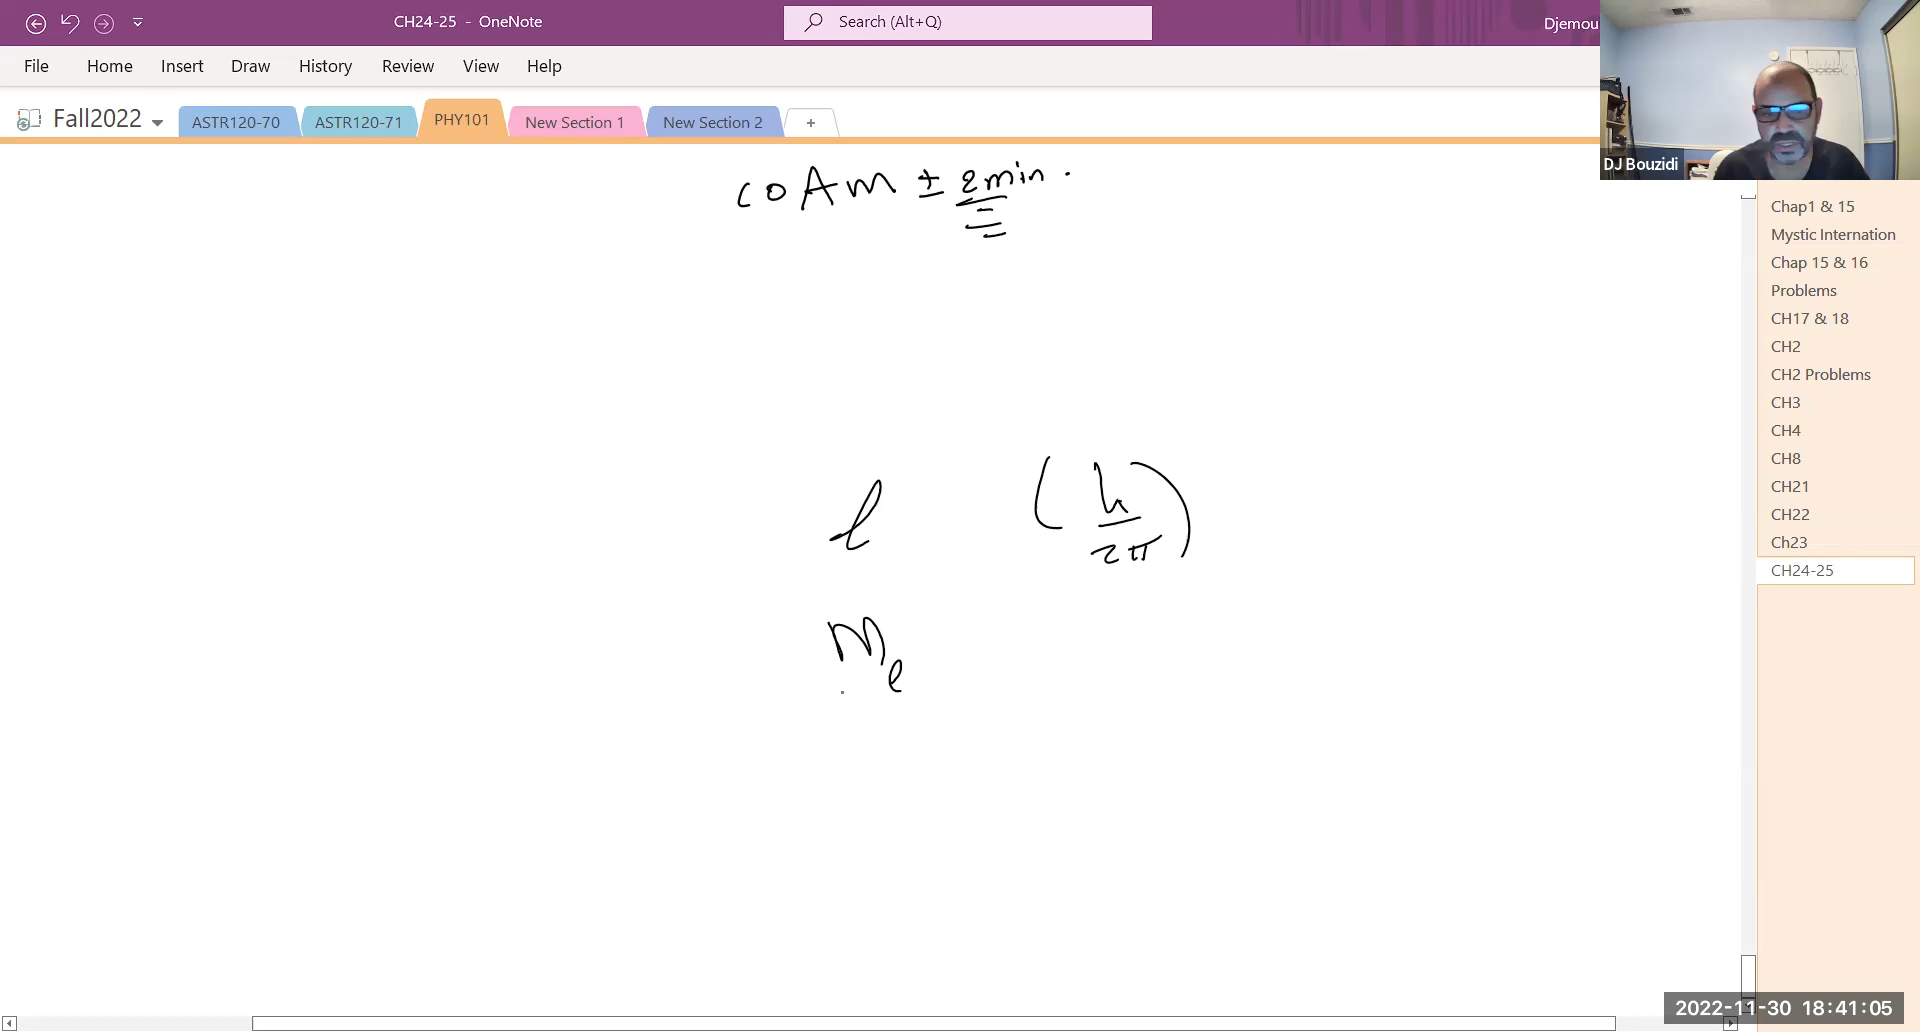 CH24-25 - OneNote
Search (Alt+Q)
Djemou
File Home Insert Draw History Review View Help
Fall2022 ASTR120-70 ASTR120-71 PHY101 New Section 1 New Section 2 +
DJ Bouzidi
10 Am ± 2min.
Chap1 & 15
Mystic Internation
Chap 15 & 16
Problems
CH17 & 18
CH2
CH2 Problems
CH3
CH4
CH8
CH21
CH22
Ch23
CH24-25
l (h/2π)
m_l
2022-11-30 18:41:05